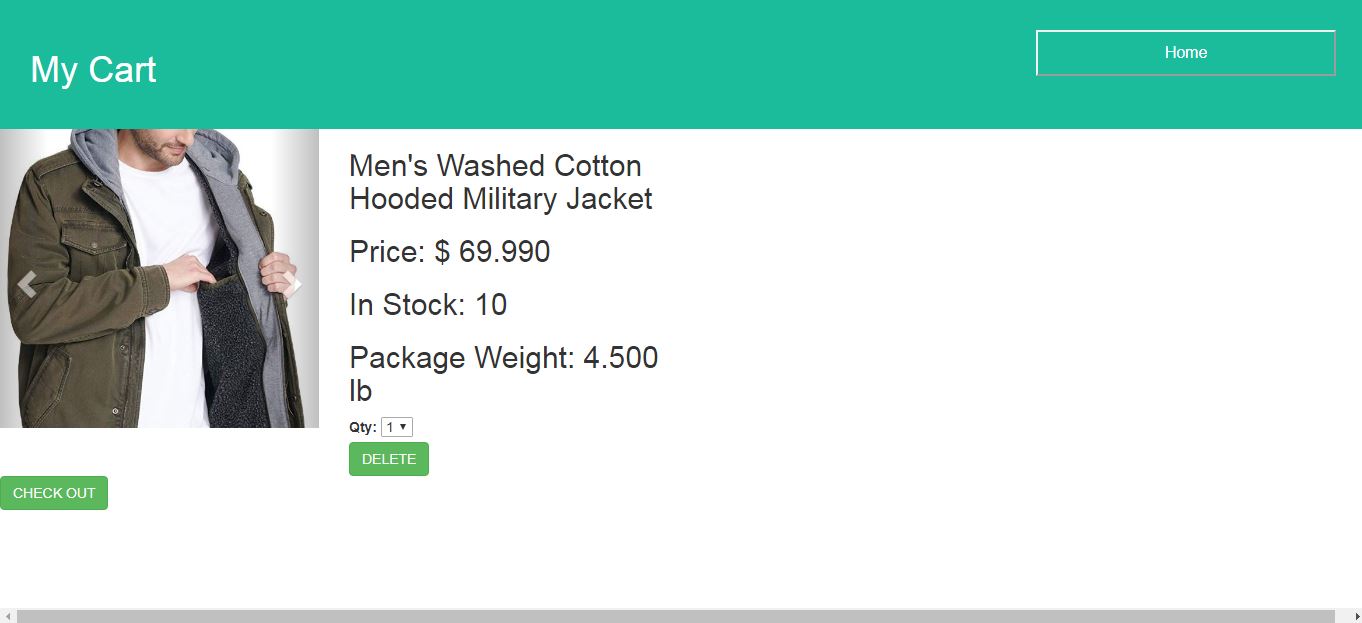 My Cart
Home
Men's Washed Cotton
Hooded Military Jacket
Price: $ 69.990
In Stock: 10
Package Weight: 4.500
lb
Qty: 1
DELETE
CHECK OUT